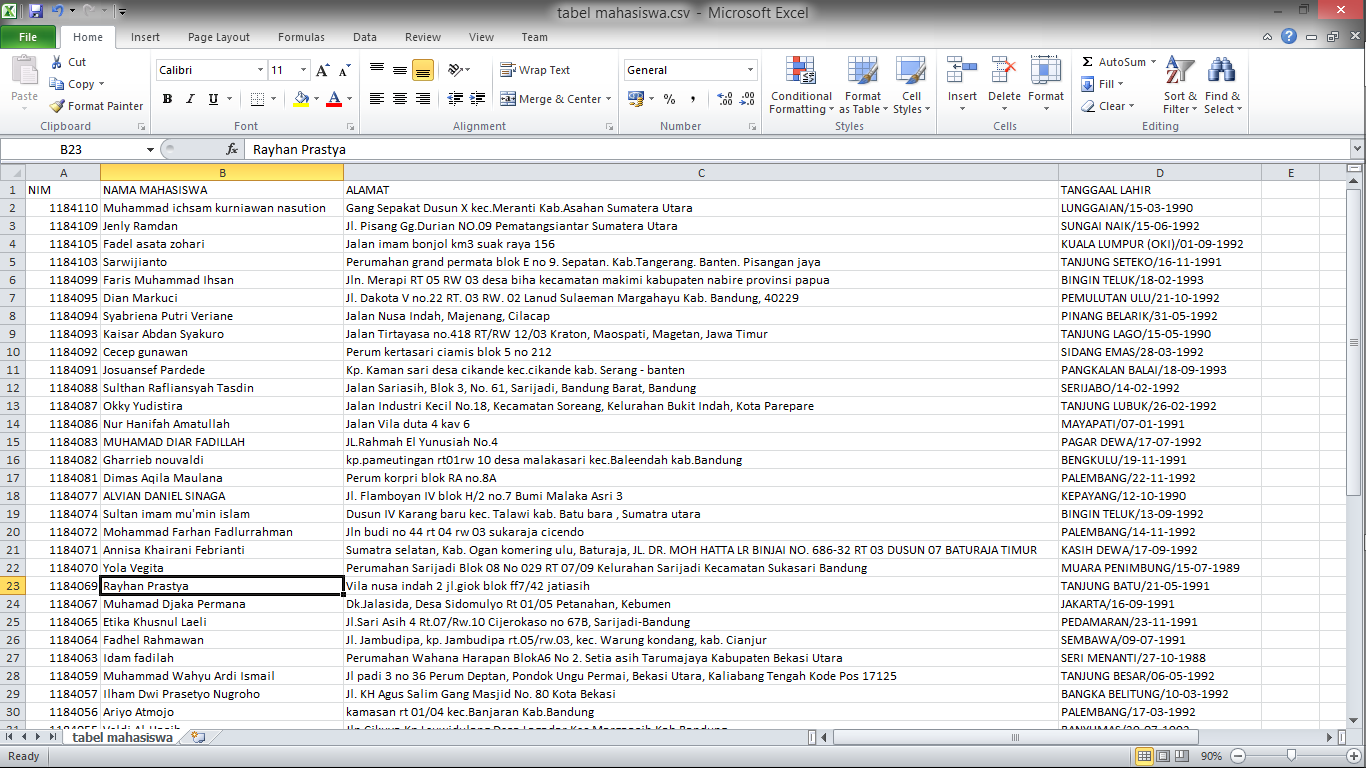 tabel mahasiswa.csv - Microsoft Excel
File Home Insert Page Layout Formulas Data Review View Team
Paste Cut Copy Format Painter Clipboard
Calibri 11 B I U Font
Wrap Text Merge & Center Alignment
General % , Number
Conditional Formatting Format as Table Cell Styles Styles
Insert Delete Format Cells
Σ AutoSum Fill Clear Sort & Filter Find & Select Editing
B23 fx Rayhan Prastya
A B C D E
1 NIM NAMA MAHASISWA ALAMAT TANGGAAL LAHIR
2 1184110 Muhammad ichsam kurniawan nasution Gang Sepakat Dusun X kec.Meranti Kab.Asahan Sumatera Utara LUNGGAIAN/15-03-1990
3 1184109 Jenly Ramdan Jl. Pisang Gg.Durian NO.09 Pematangsiantar Sumatera Utara SUNGAI NAIK/15-06-1992
4 1184105 Fadel asata zohari Jalan imam bonjol km3 suak raya 156 KUALA LUMPUR (OKI)/01-09-1992
5 1184103 Sarwijianto Perumahan grand permata blok E no 9. Sepatan. Kab.Tangerang. Banten. Pisangan jaya TANJUNG SETEKO/16-11-1991
6 1184099 Faris Muhammad Ihsan Jln. Merapi RT 05 RW 03 desa biha kecamatan makimi kabupaten nabire provinsi papua BINGIN TELUK/18-02-1993
7 1184095 Dian Markuci Jl. Dakota V no.22 RT. 03 RW. 02 Lanud Sulaeman Margahayu Kab. Bandung, 40229 PEMULUTAN ULU/21-10-1992
8 1184094 Syabriena Putri Veriane Jalan Nusa Indah, Majenang, Cilacap PINANG BELARIK/31-05-1992
9 1184093 Kaisar Abdan Syakuro Jalan Tirtayasa no.418 RT/RW 12/03 Kraton, Maospati, Magetan, Jawa Timur TANJUNG LAGO/15-05-1990
10 1184092 Cecep gunawan Perum kertasari ciamis blok 5 no 212 SIDANG EMAS/28-03-1992
11 1184091 Josuansef Pardede Kp. Kaman sari desa cikande kec.cikande kab. Serang - banten PANGKALAN BALAI/18-09-1993
12 1184088 Sulthan Rafliansyah Tasdin Jalan Sariasih, Blok 3, No. 61, Sarijadi, Bandung Barat, Bandung SERIJABO/14-02-1992
13 1184087 Okky Yudistira Jalan Industri Kecil No.18, Kecamatan Soreang, Kelurahan Bukit Indah, Kota Parepare TANJUNG LUBUK/26-02-1992
14 1184086 Nur Hanifah Amatullah Jalan Vila duta 4 kav 6 MAYAPATI/07-01-1991
15 1184083 MUHAMAD DIAR FADILLAH JL.Rahmah El Yunusiah No.4 PAGAR DEWA/17-07-1992
16 1184082 Gharrieb nouvaldi kp.pameutingan rt01rw 10 desa malakasari kec.Baleendah kab.Bandung BENGKULU/19-11-1991
17 1184081 Dimas Aqila Maulana Perum korpri blok RA no.8A PALEMBANG/22-11-1992
18 1184077 ALVIAN DANIEL SINAGA Jl. Flamboyan IV blok H/2 no.7 Bumi Malaka Asri 3 KEPAYANG/12-10-1990
19 1184074 Sultan imam mu'min islam Dusun IV Karang baru kec. Talawi kab. Batu bara , Sumatra utara BINGIN TELUK/13-09-1992
20 1184072 Mohammad Farhan Fadlurrahman Jln budi no 44 rt 04 rw 03 sukaraja cicendo PALEMBANG/14-11-1992
21 1184071 Annisa Khairani Febrianti Sumatra selatan, Kab. Ogan komering ulu, Baturaja, JL. DR. MOH HATTA LR BINJAI NO. 686-32 RT 03 DUSUN 07 BATURAJA TIMUR KASIH DEWA/17-09-1992
22 1184070 Yola Vegita Perumahan Sarijadi Blok 08 No 029 RT 07/09 Kelurahan Sarijadi Kecamatan Sukasari Bandung MUARA PENIMBUNG/15-07-1989
23 1184069 Rayhan Prastya Vila nusa indah 2 jl.giok blok ff7/42 jatiasih TANJUNG BATU/21-05-1991
24 1184067 Muhamad Djaka Permana Dk.Jalasida, Desa Sidomulyo Rt 01/05 Petanahan, Kebumen JAKARTA/16-09-1991
25 1184065 Etika Khusnul Laeli Jl.Sari Asih 4 Rt.07/Rw.10 Cijerokaso no 67B, Sarijadi-Bandung PEDAMARAN/23-11-1991
26 1184064 Fadhel Rahmawan Jl. Jambudipa, kp. Jambudipa rt.05/rw.03, kec. Warung kondang, kab. Cianjur SEMBAWA/09-07-1991
27 1184063 Idam fadilah Perumahan Wahana Harapan BlokA6 No 2. Setia asih Tarumajaya Kabupaten Bekasi Utara SERI MENANTI/27-10-1988
28 1184059 Muhammad Wahyu Ardi Ismail Jl padi 3 no 36 Perum Deptan, Pondok Ungu Permai, Bekasi Utara, Kaliabang Tengah Kode Pos 17125 TANJUNG BESAR/06-05-1992
29 1184057 Ilham Dwi Prasetyo Nugroho Jl. KH Agus Salim Gang Masjid No. 80 Kota Bekasi BANGKA BELITUNG/10-03-1992
30 1184056 Ariyo Atmojo kamasan rt 01/04 kec.Banjaran Kab.Bandung PALEMBANG/17-03-1992
tabel mahasiswa
Ready 90%